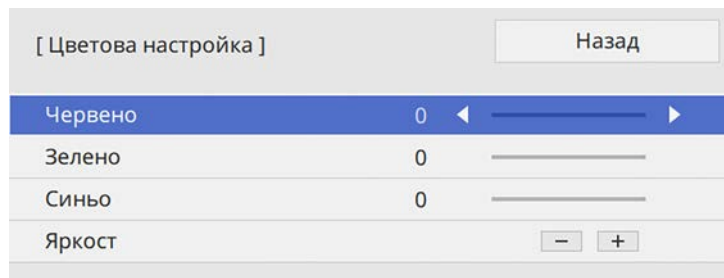 [ Цветова настройка ]
Назад
Червено 0
Зелено 0
Синьо 0
Яркост − +